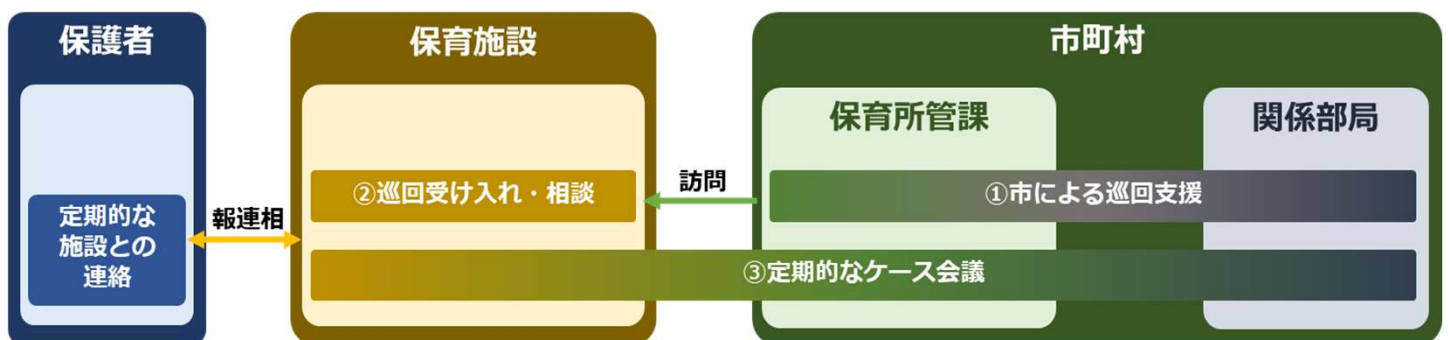 保護者
保育施設
市町村
保育所管課
関係部局
②巡回受け入れ・相談
訪問
①市による巡回支援
定期的な
施設との
連絡
報連相
③定期的なケース会議